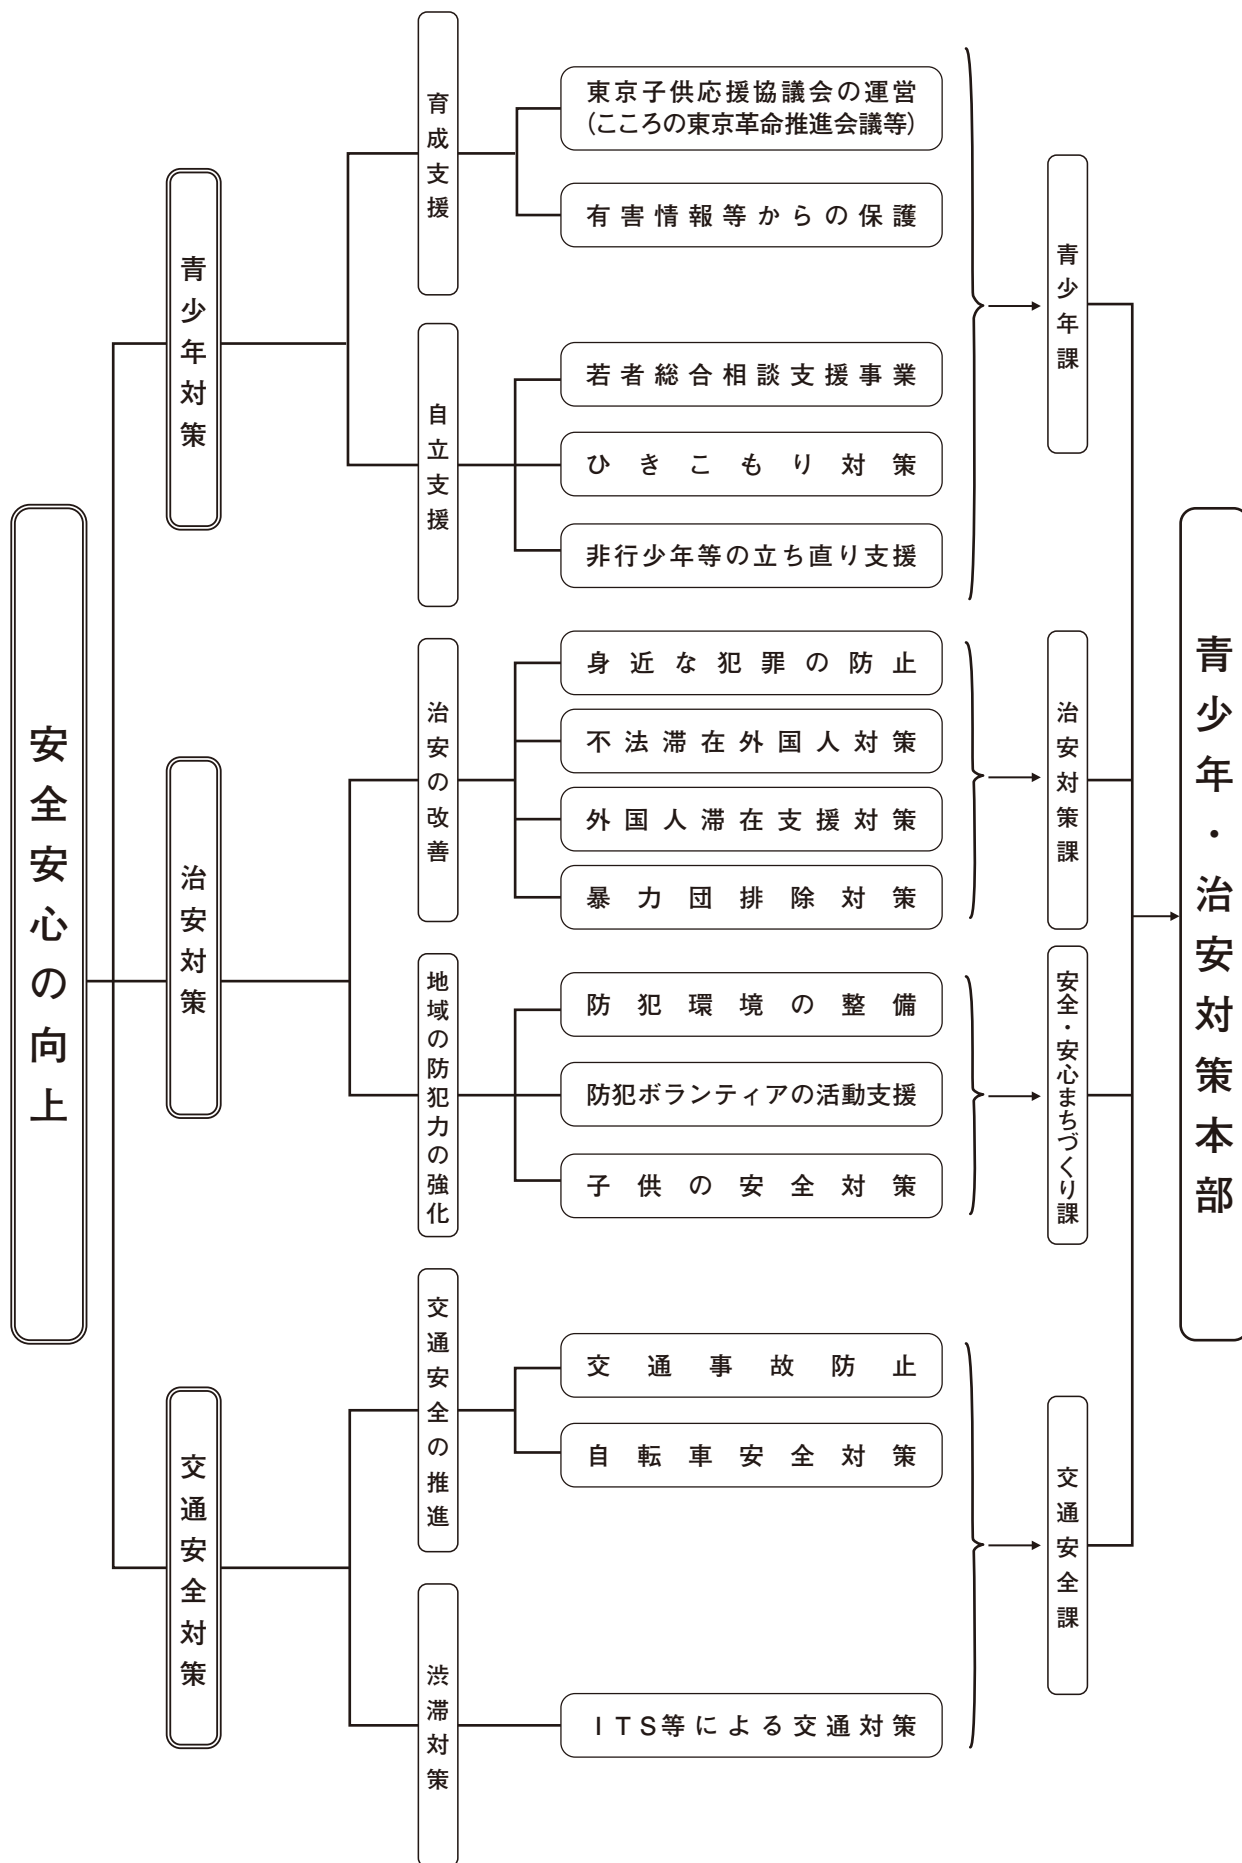 安全安心の向上
青少年対策
育成支援
東京子供応援協議会の運営
(こころの東京革命推進会議等)
有害情報等からの保護
自立支援
若者総合相談支援事業
ひきこもり対策
非行少年等の立ち直り支援
青少年課
治安対策
治安の改善
身近な犯罪の防止
不法滞在外国人対策
外国人滞在支援対策
暴力団排除対策
治安対策課
地域の防犯力の強化
防犯環境の整備
防犯ボランティアの活動支援
子供の安全対策
安全・安心まちづくり課
交通安全対策
交通安全の推進
交通事故防止
自転車安全対策
渋滞対策
ITS等による交通対策
交通安全課
青少年・治安対策本部